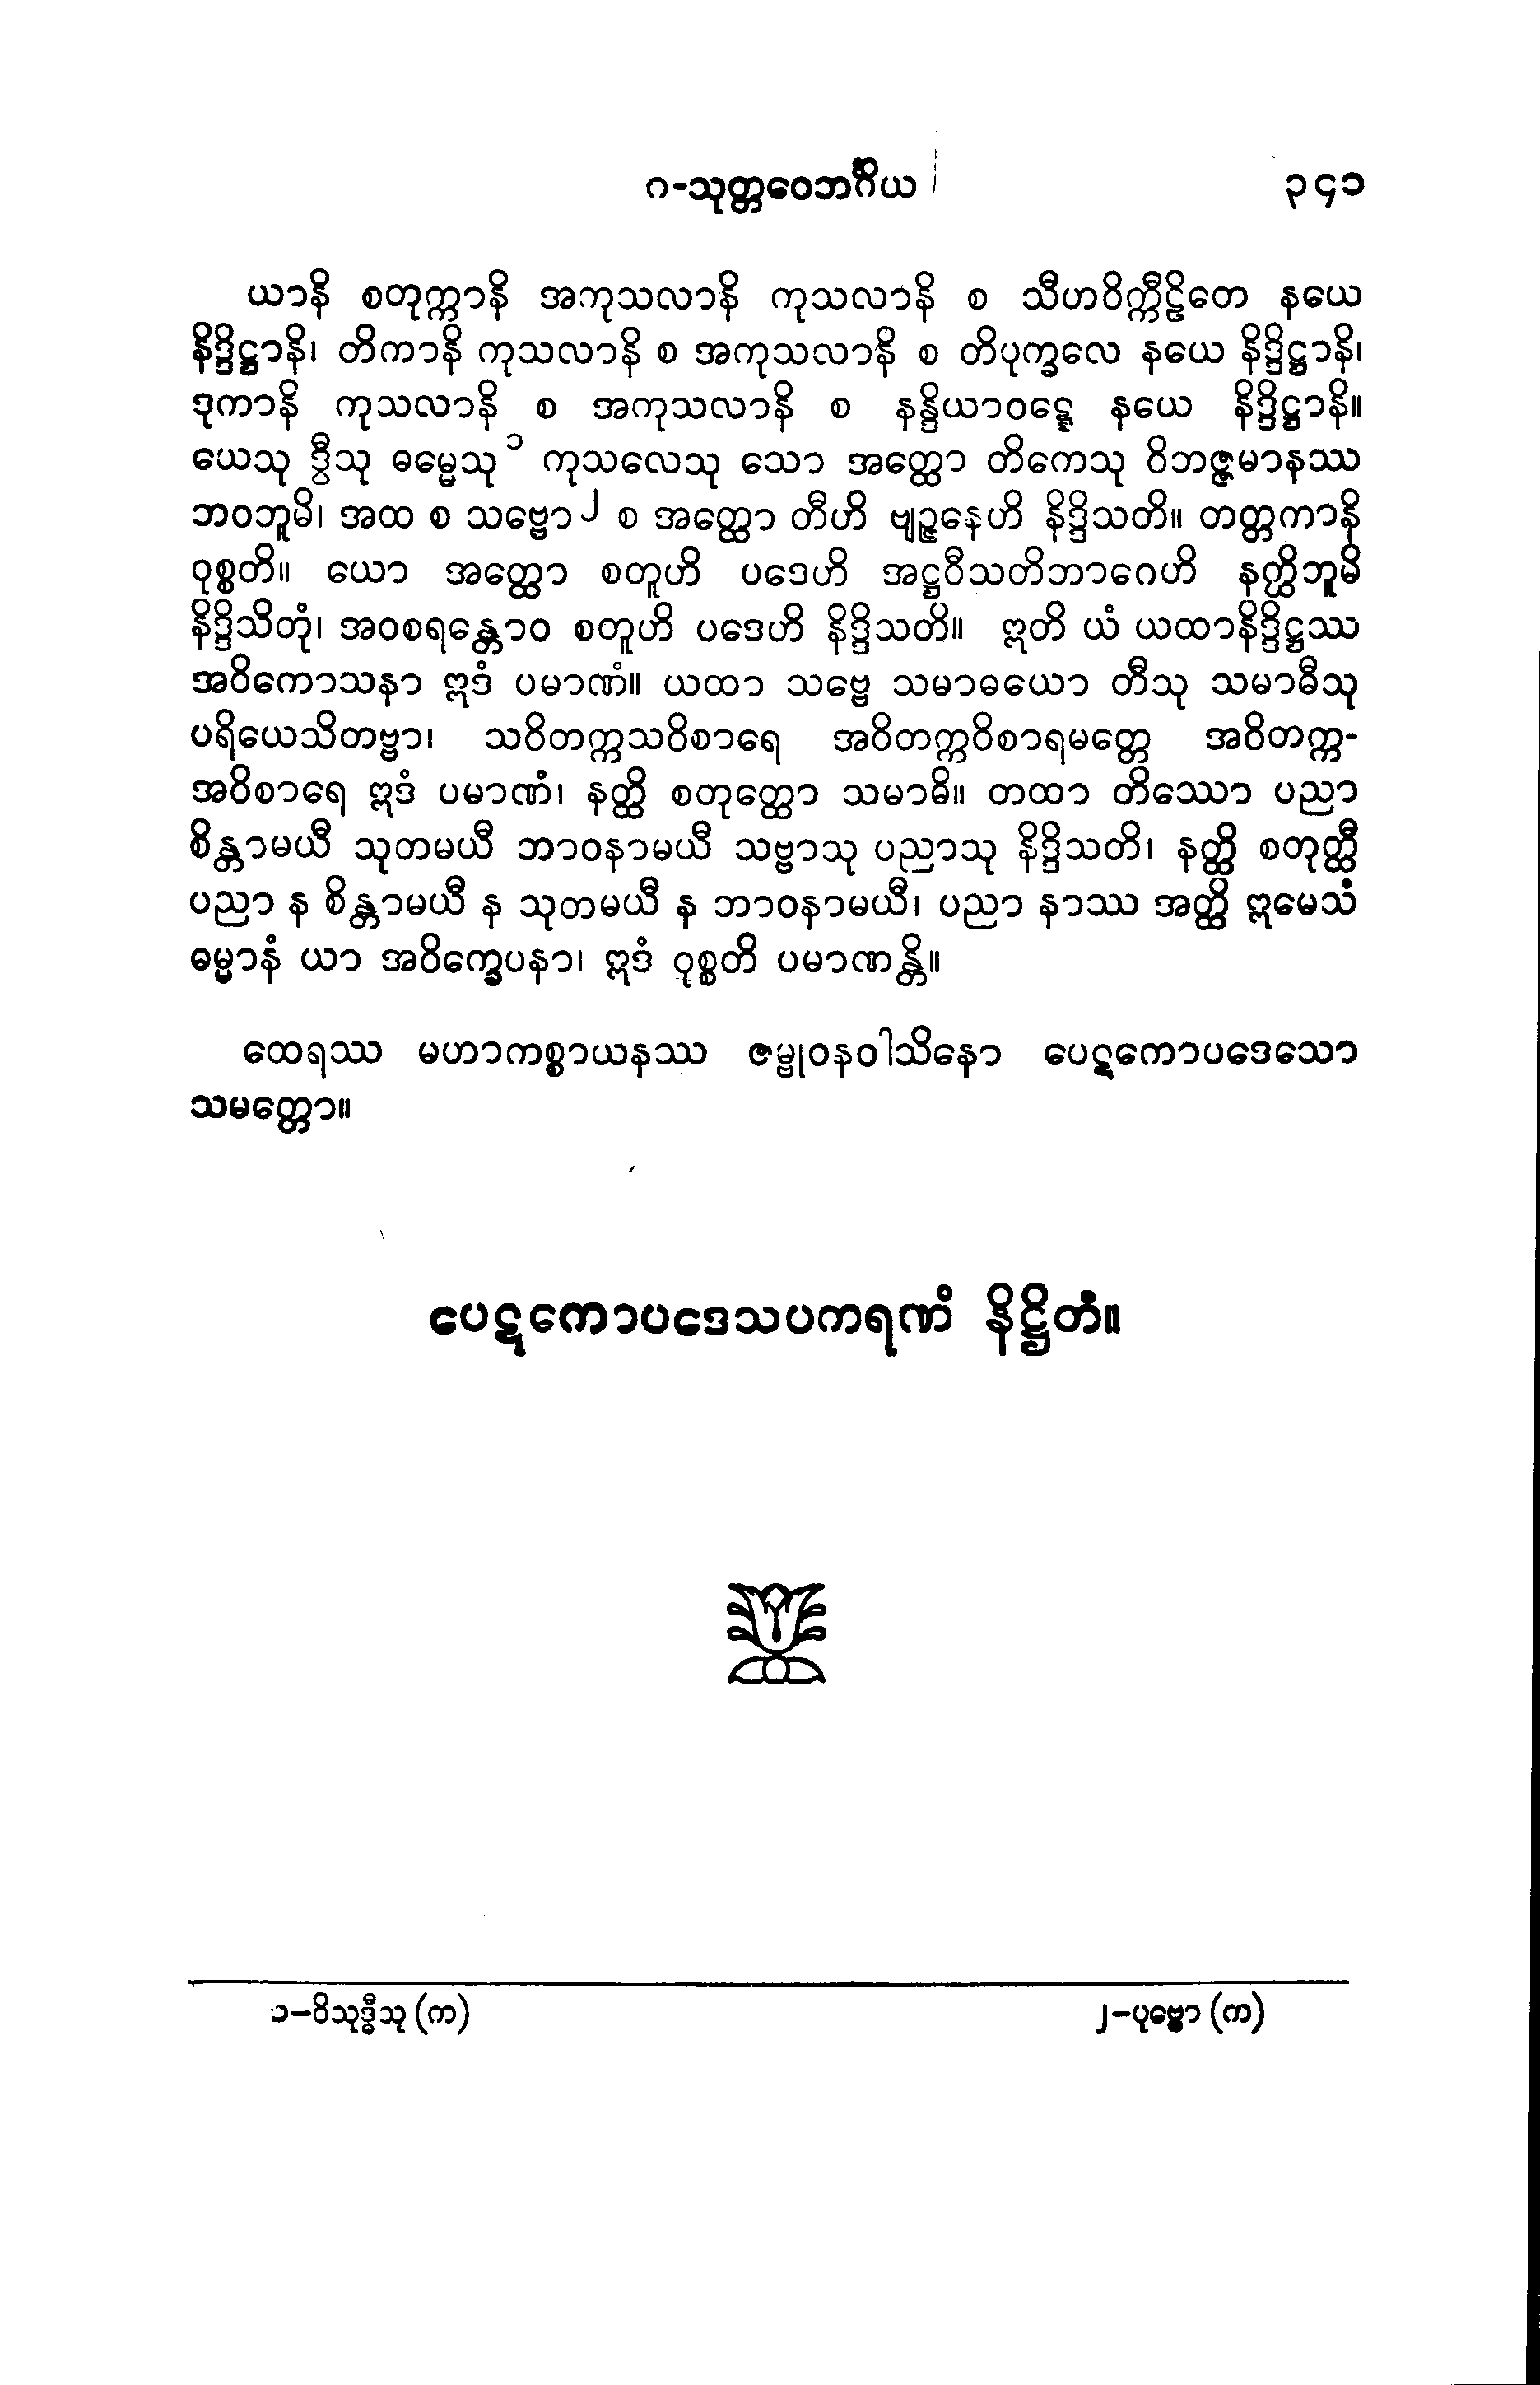 ဂ-သုတ္တဝေဘင်္ဂိယ ၃၄၁
ယာနိ စတုက္ကာနိ အကုသလာနိ ကုသလာနိ စ သီဟဝိက္ကီဠိတေ နယေ
နိဒ္ဒိဋ္ဌာနိ၊ တိကာနိ ကုသလာနိ စ အကုသလာနိ စ တိပုက္ခလေ နယေ နိဒ္ဒိဋ္ဌာနိ၊
ဒုကာနိ ကုသလာနိ စ အကုသလာနိ စ နန္ဒိယာဝဋ္ဋေ နယေ နိဒ္ဒိဋ္ဌာနိ။
ယေသု ဒွီသု ဓမ္မေသု ၁ ကုသလေသု သော အတ္ထော တိကေသု ဝိဘဇ္ဇမာနဿ
ဘဝဘူမိ၊ အထ စ သဗ္ဗော ၂ စ အတ္ထော တီဟိ ဗျဉ္ဇနေဟိ နိဒ္ဒိသတိ။ တတ္တကာနိ
ဝုစ္စတိ။ ယော အတ္ထော စတူဟိ ပဒေဟိ အဋ္ဌဝီသတိဘာဂေဟိ နတ္ထိဘူမိ
နိဒ္ဒိသိတုံ၊ အဝစရန္တောဝ စတူဟိ ပဒေဟိ နိဒ္ဒိသတိ။ ဣတိ ယံ ယထာနိဒ္ဒိဋ္ဌဿ
အဝိကောသနာ ဣဒံ ပမာဏံ။ ယထာ သဗ္ဗေ သမာဓယော တီသု သမာဓီသု
ပရိယေသိတဗ္ဗာ၊ သဝိတက္ကသဝိစာရေ အဝိတက္ကဝိစာရမတ္တေ အဝိတက္က-
အဝိစာရေ ဣဒံ ပမာဏံ၊ နတ္ထိ စတုတ္ထော သမာဓိ။ တထာ တိဿော ပညာ
စိန္တာမယီ သုတမယီ ဘာဝနာမယီ သဗ္ဗာသု ပညာသု နိဒ္ဒိသတိ၊ နတ္ထိ စတုတ္ထီ
ပညာ န စိန္တာမယီ န သုတမယီ န ဘာဝနာမယီ၊ ပညာ နာဿ အတ္ထိ ဣမေသံ
ဓမ္မာနံ ယာ အဝိက္ခေပနာ၊ ဣဒံ ဝုစ္စတိ ပမာဏန္တိ။
ထေရဿ မဟာကစ္စာယနဿ ဇမ္ဗုဝနဝါသိနော ပေဋကောပဒေသော
သမတ္တော။
ပေဋကောပဒေသပကရဏံ နိဋ္ဌိတံ။
၁-ဝိသုဒ္ဓီသု (က) ၂-ပုဗ္ဗော (က)